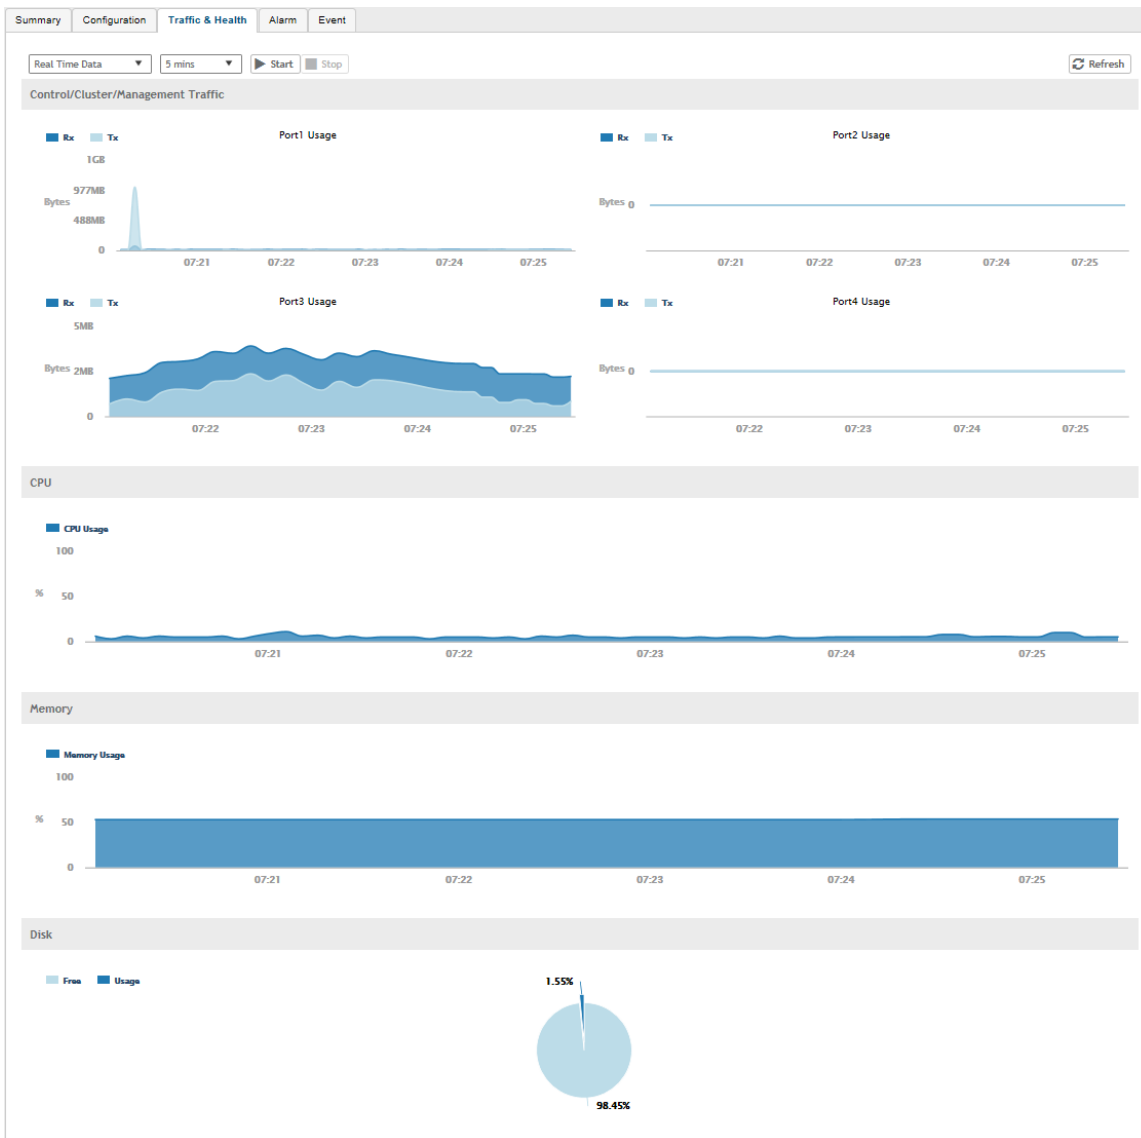 Summary Configuration Traffic & Health Alarm Event
Real Time Data 5 mins Start Stop Refresh
Control/Cluster/Management Traffic
Rx Tx Port1 Usage
1GB
977MB
Bytes
488MB
0
07:21 07:22 07:23 07:24 07:25
Rx Tx Port2 Usage
Bytes 0
07:21 07:22 07:23 07:24 07:25
Rx Tx Port3 Usage
5MB
Bytes 2MB
0
07:22 07:23 07:24 07:25
Rx Tx Port4 Usage
Bytes 0
07:22 07:23 07:24 07:25
CPU
CPU Usage
100
% 50
0
07:21 07:22 07:23 07:24 07:25
Memory
Memory Usage
100
% 50
0
07:21 07:22 07:23 07:24 07:25
Disk
Free Usage
1.55%
98.45%